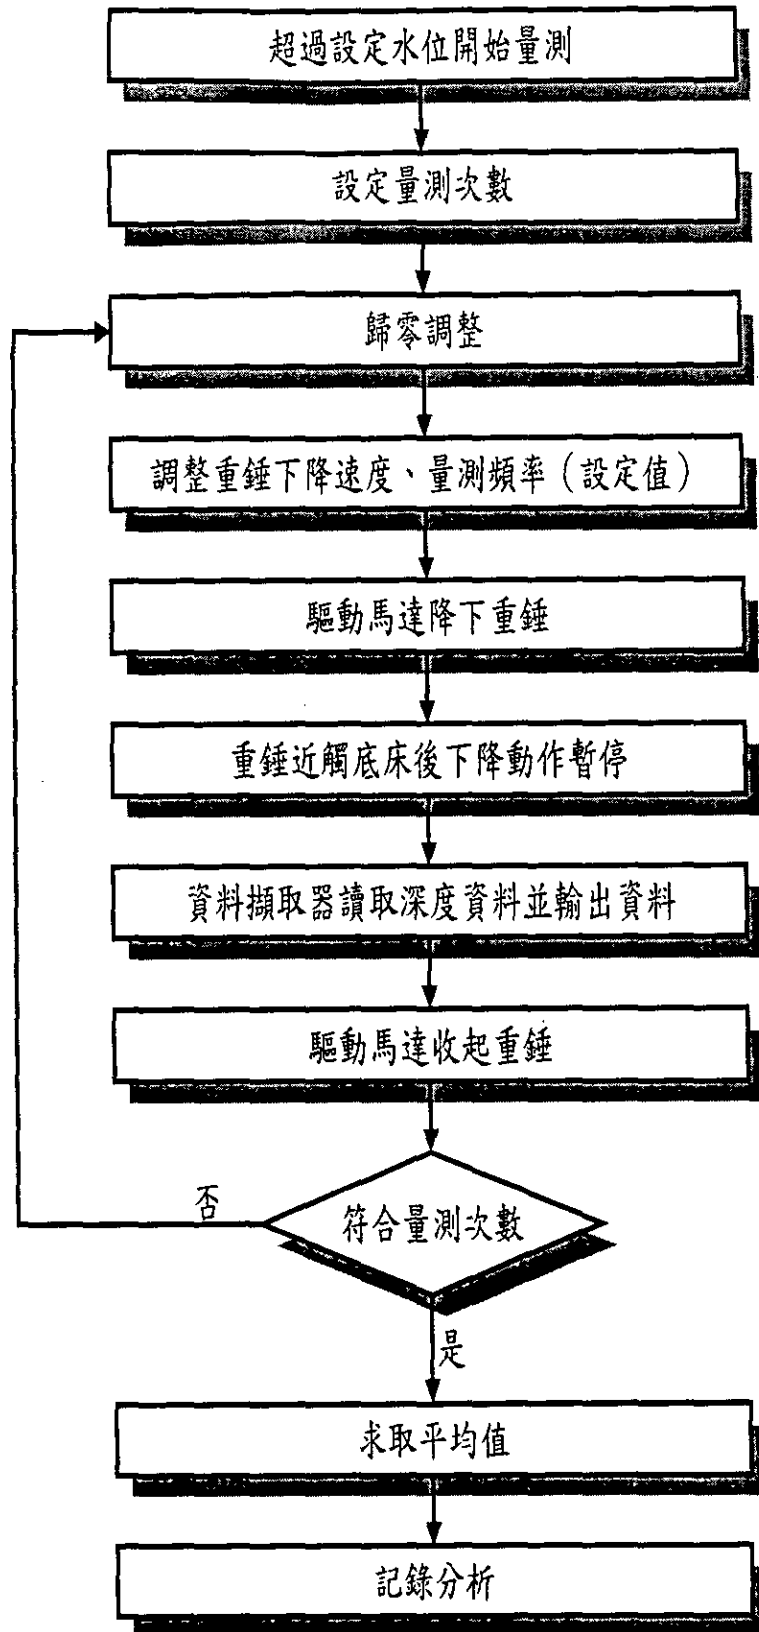 超過設定水位開始量測
設定量測次數
歸零調整
調整重錘下降速度、量測頻率（設定值）
驅動馬達降下重錘
重錘近觸底床後下降動作暫停
資料擷取器讀取深度資料並輸出資料
驅動馬達收起重錘
符合量測次數
否
是
求取平均值
記錄分析